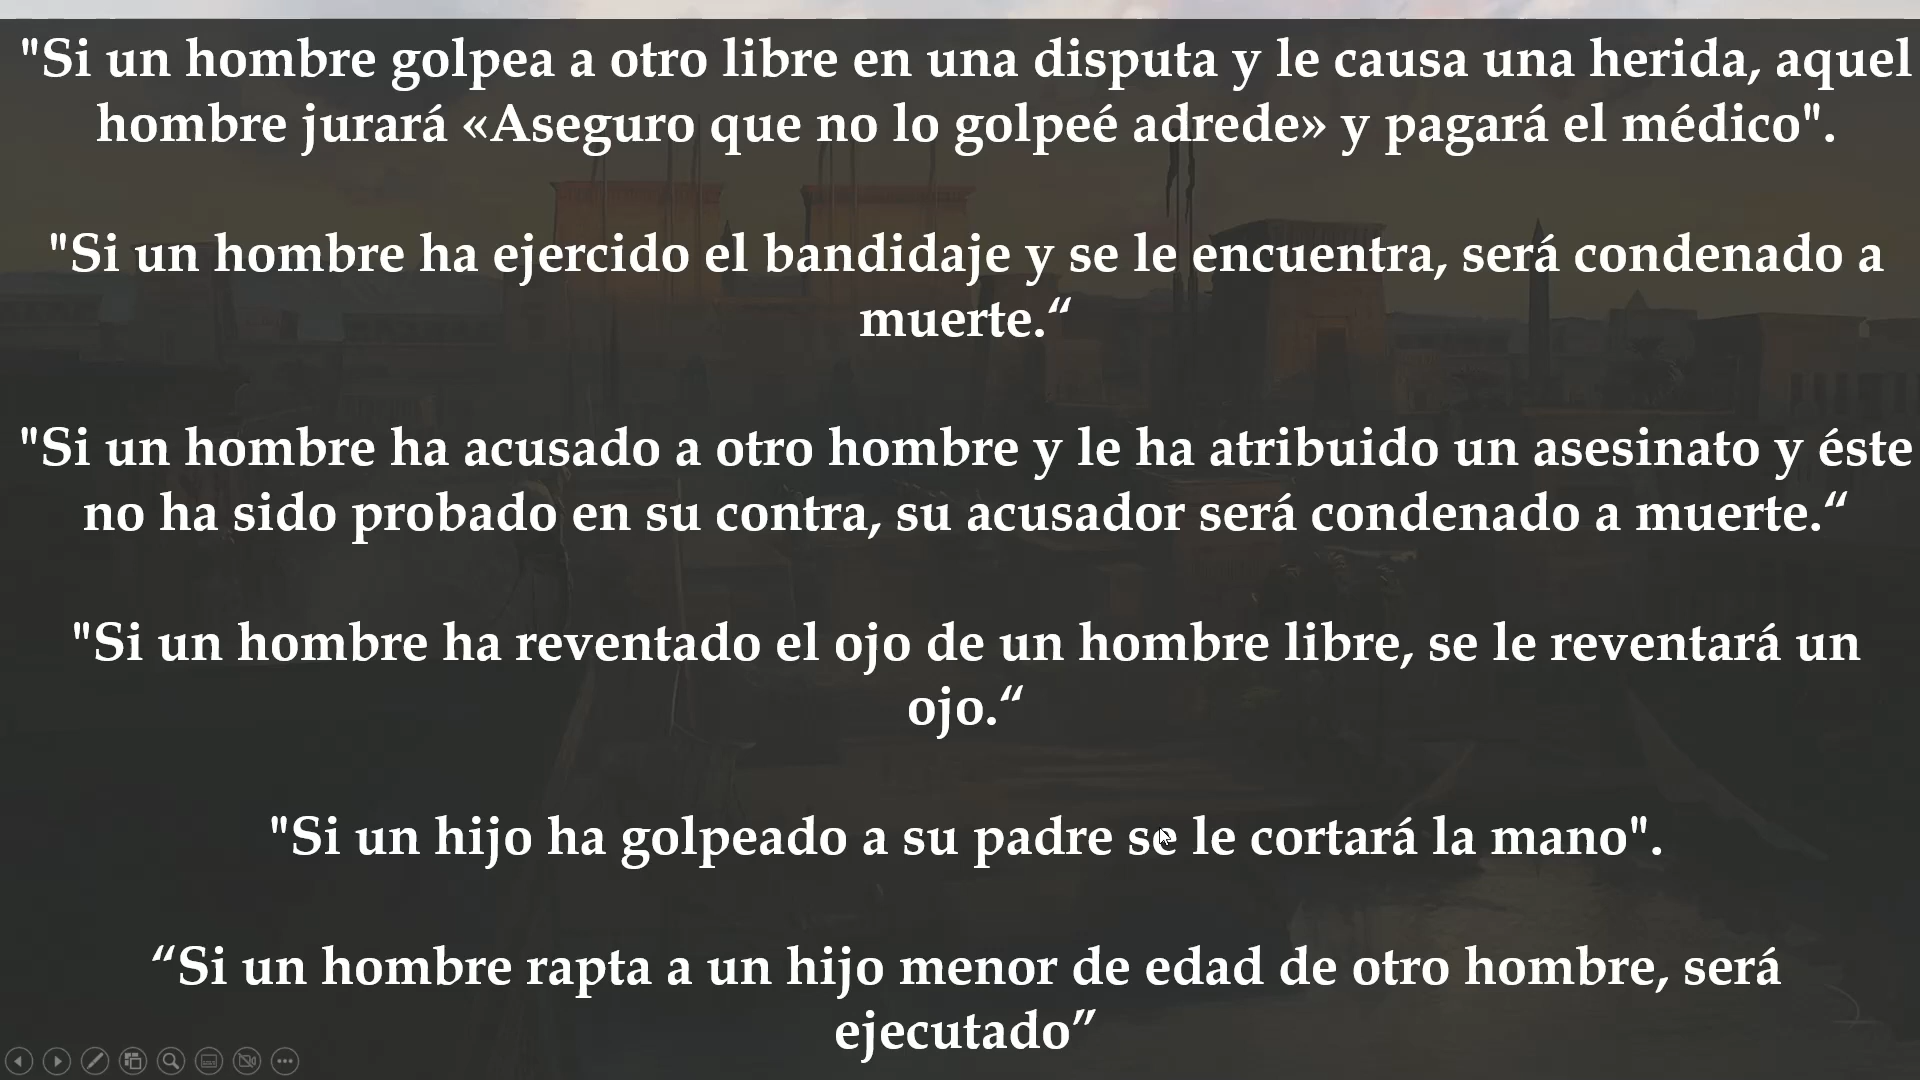 "Si un hombre golpea a otro libre en una disputa y le causa una herida, aquel
hombre jurará «Aseguro que no lo golpeé adrede» y pagará el médico".
"Si un hombre ha ejercido el bandidaje y se le encuentra, será condenado a
muerte.“
"Si un hombre ha acusado a otro hombre y le ha atribuido un asesinato y éste
no ha sido probado en su contra, su acusador será condenado a muerte.“
"Si un hombre ha reventado el ojo de un hombre libre, se le reventará un
ojo.“
"Si un hijo ha golpeado a su padre se le cortará la mano".
“Si un hombre rapta a un hijo menor de edad de otro hombre, será
ejecutado”